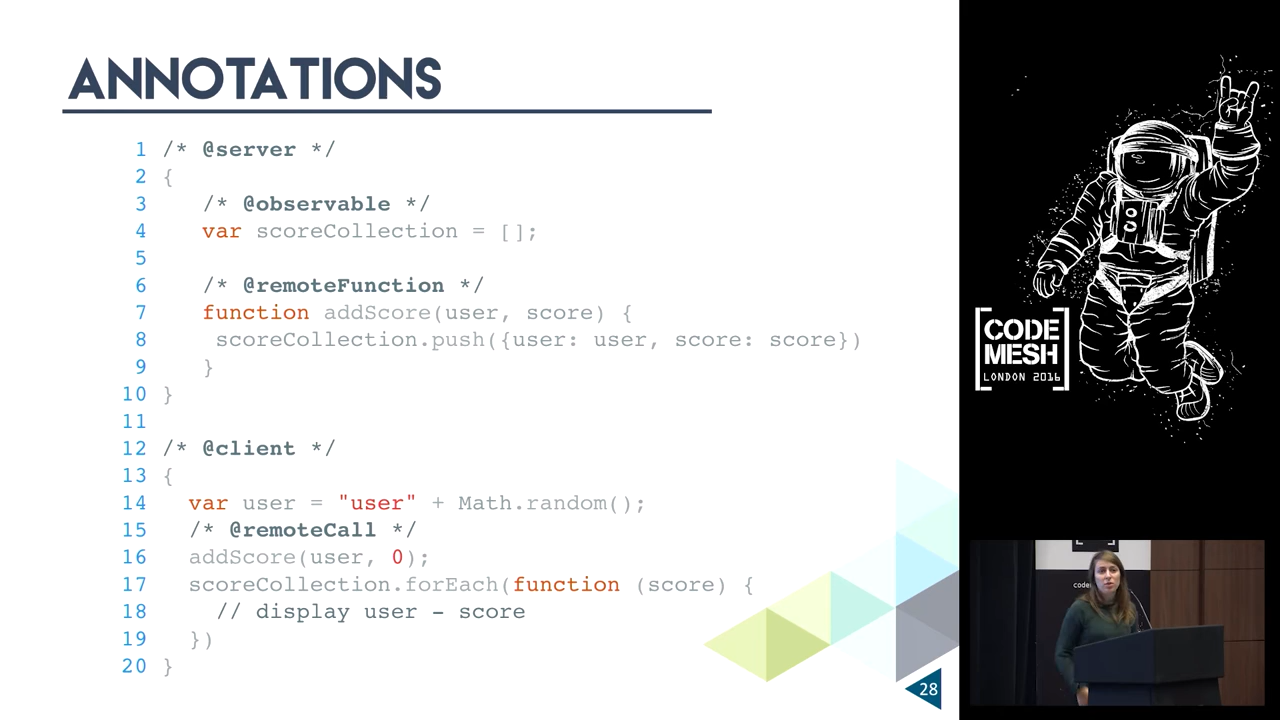 ANNOTATIONS
1 /* @server */
2 {
3    /* @observable */
4    var scoreCollection = [];
5
6    /* @remoteFunction */
7    function addScore(user, score) {
8     scoreCollection.push({user: user, score: score})
9    }
10 }
11
12 /* @client */
13 {
14   var user = "user" + Math.random();
15   /* @remoteCall */
16   addScore(user, 0);
17   scoreCollection.forEach(function (score) {
18     // display user – score
19   })
20 }
28
CODE
MESH
LONDON 2016